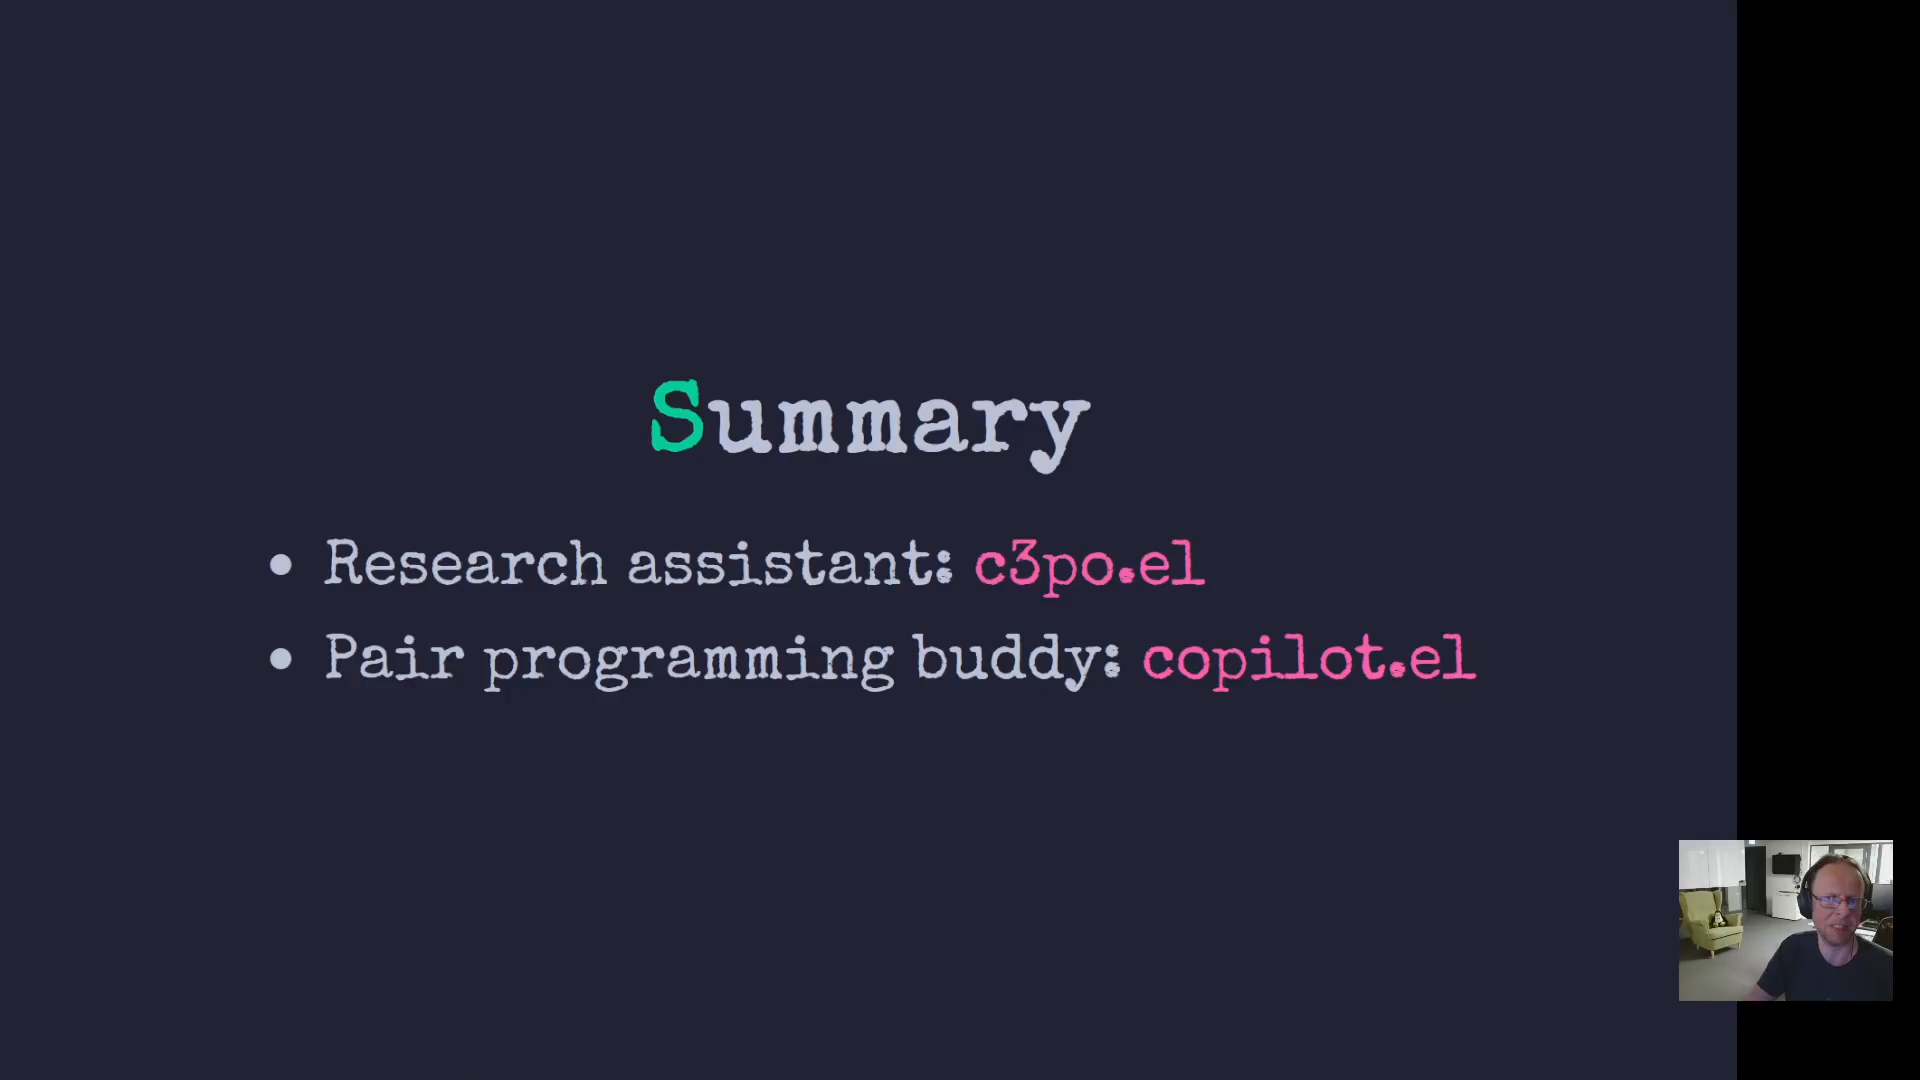 Summary
Research assistant: c3po.el
Pair programming buddy: copilot.el